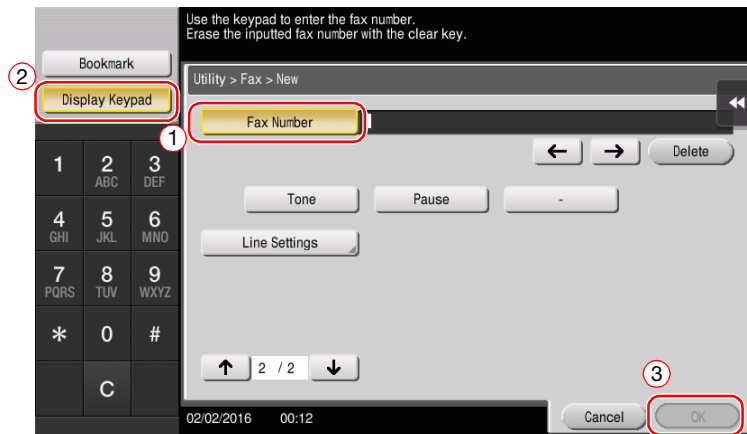 Use the keypad to enter the fax number.
Erase the inputted fax number with the clear key.
Bookmark
2
Display Keypad
Utility > Fax > New
1
Fax Number
← → Delete
1 2 3
ABC DEF
4 5 6
GHI JKL MNO
7 8 9
PQRS TUV WXYZ
* 0 #
C
Tone Pause -
Line Settings
↑ 2 / 2 ↓
3
02/02/2016 00:12
Cancel OK